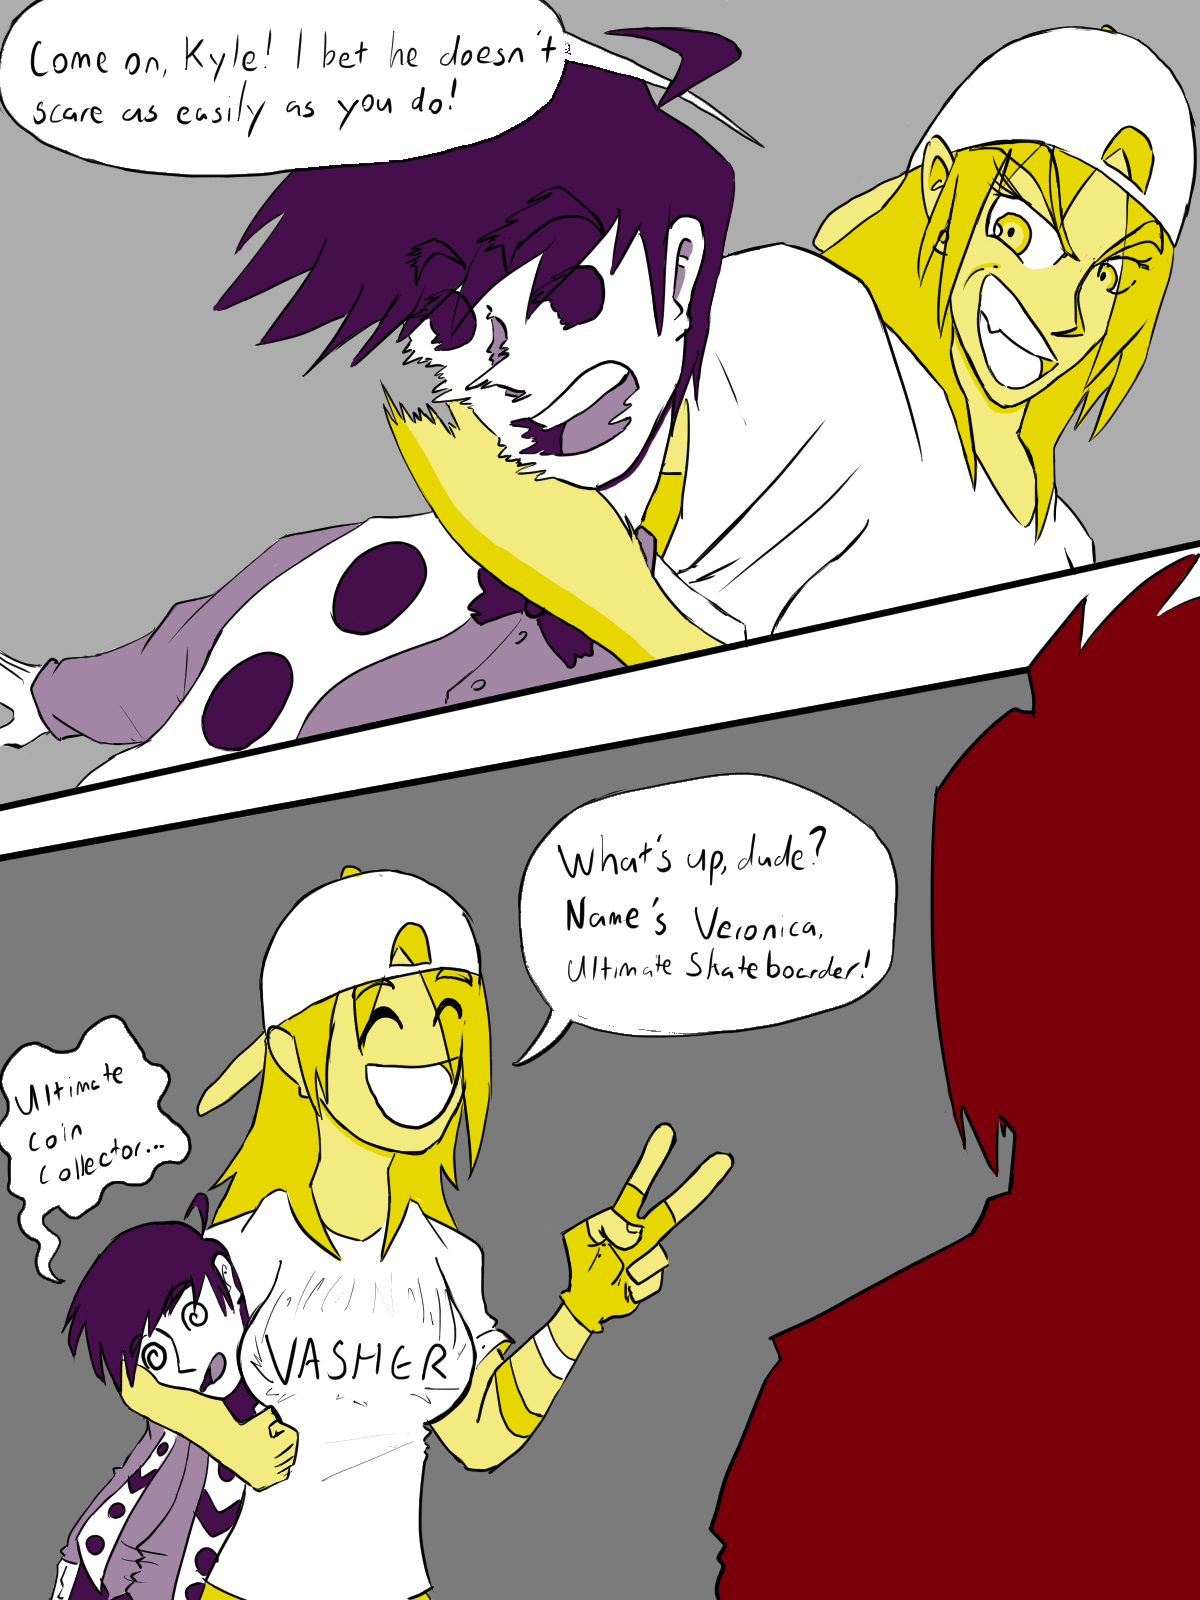 Come on, Kyle! I bet he doesn't
scare as easily as you do!
What's up, dude?
Name's Veronica,
Ultimate Skateboarder!
Ultimate
Coin
Collector...
VASHER